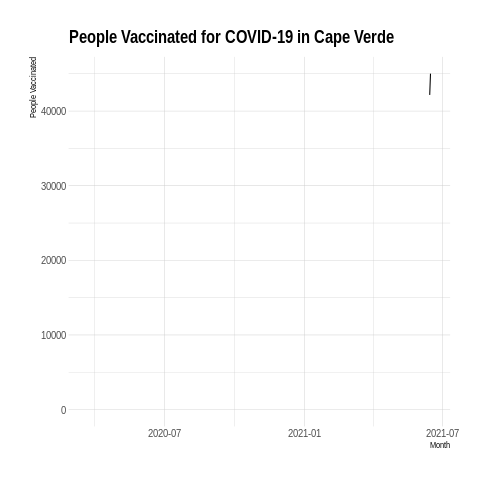 People Vaccinated for COVID-19 in Cape Verde
People Vaccinated
40000
30000
20000
10000
0
2020-07
2021-01
2021-07
Month